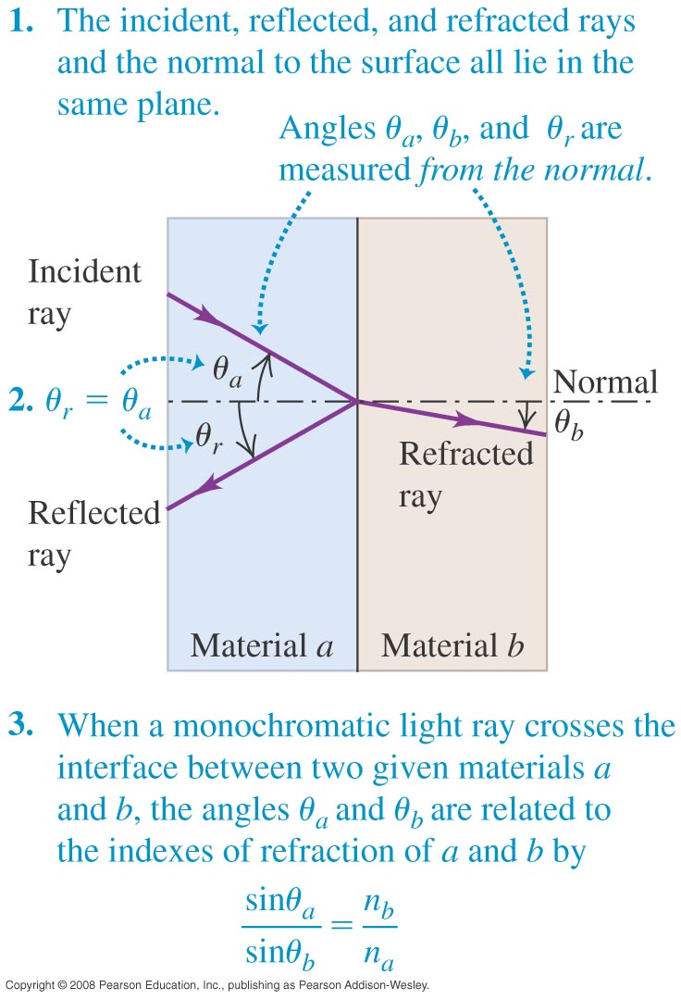 1. The incident, reflected, and refracted rays
and the normal to the surface all lie in the
same plane.
Angles θa, θb, and θr are
measured from the normal.
Incident
ray
θa
Normal
2. θr = θa
θb
θr
Refracted
ray
Reflected
ray
Material a
Material b
3. When a monochromatic light ray crosses the
interface between two given materials a
and b, the angles θa and θb are related to
the indexes of refraction of a and b by
sinθa / sinθb = nb / na
Copyright © 2008 Pearson Education, Inc., publishing as Pearson Addison-Wesley.